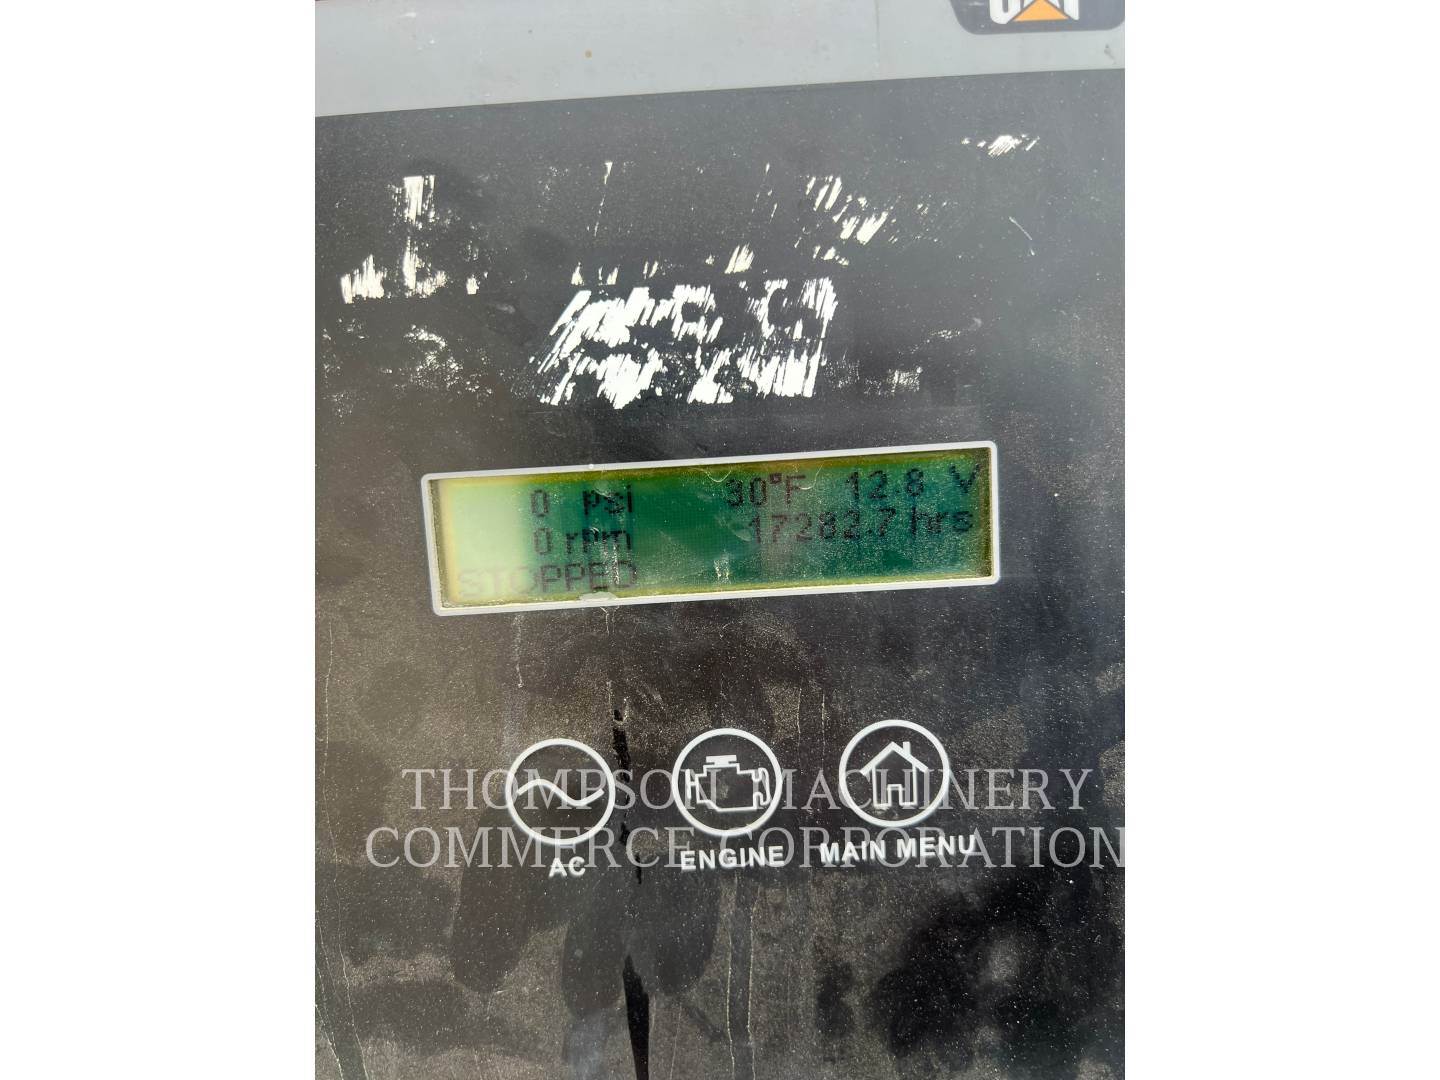 CAT
0 psi 30°F 12.8 V
0 rpm 17282.7 hrs
STOPPED
THOMPSON MACHINERY
COMMERCE CORPORATION
AC ENGINE MAIN MENU